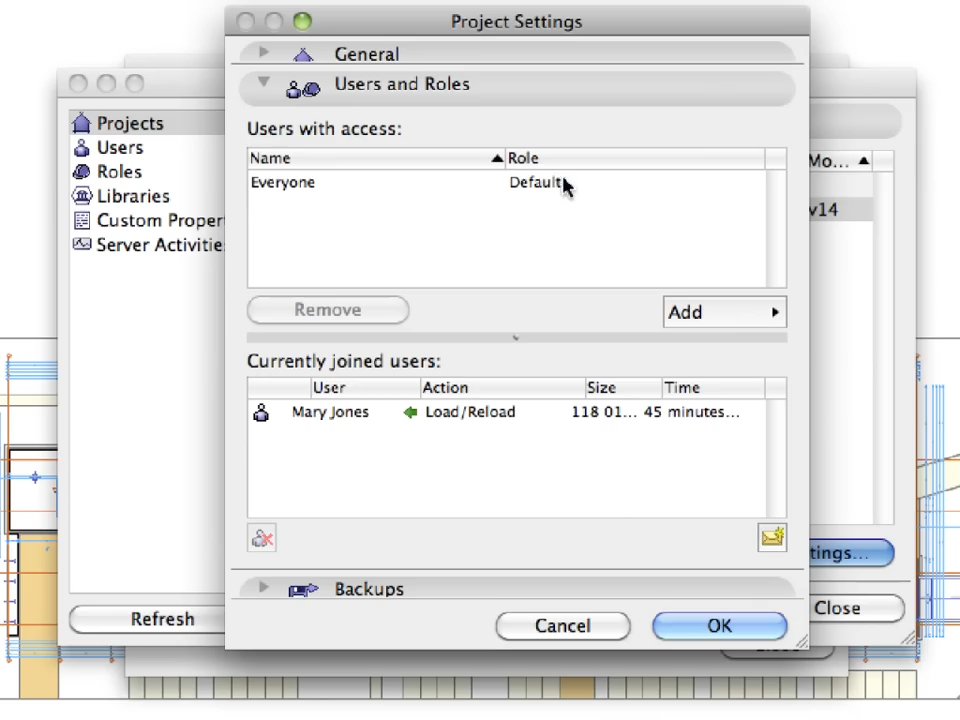 Project Settings
General
Users and Roles
Users with access:
Name Role
Everyone Default
Remove Add
Currently joined users:
User Action Size Time
Mary Jones Load/Reload 118 01... 45 minutes...
Backups
Cancel OK
Projects
Users
Roles
Libraries
Custom Proper
Server Activitie
Refresh
Mo...
v14
tings...
Close